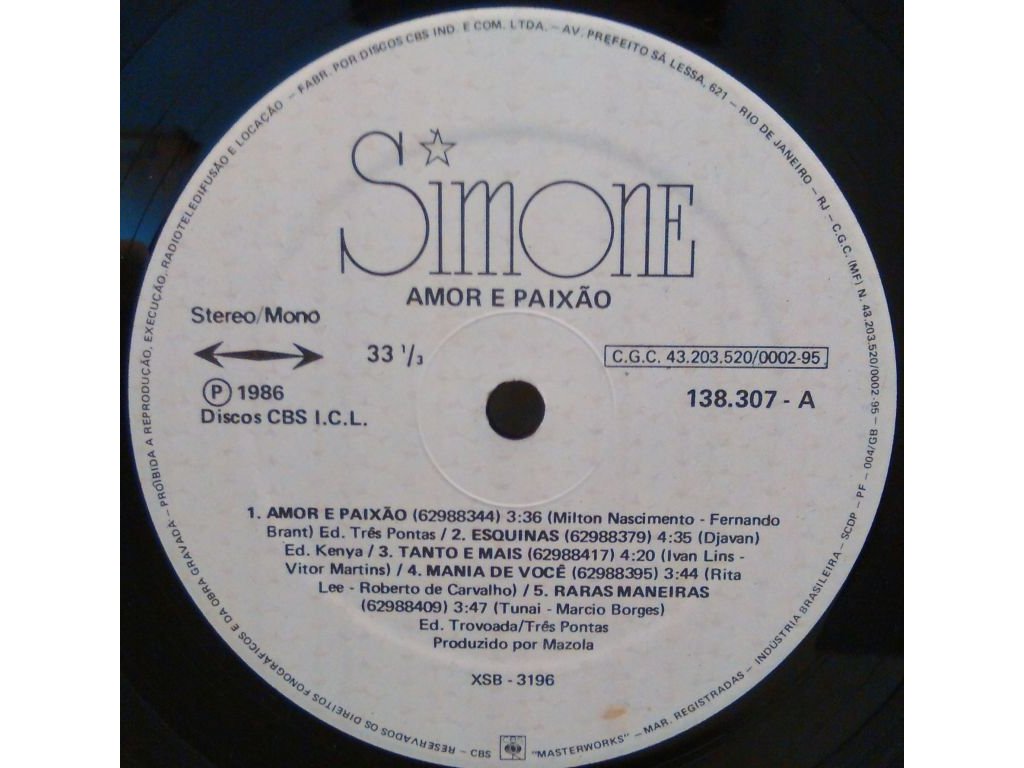 RESERVADOS OS DIREITOS FONOGRÁFICOS E DA OBRA GRAVADA – PROIBIDA A REPRODUÇÃO, EXECUÇÃO, RADIOTELEDIFUSÃO E LOCAÇÃO – FABR. POR DISCOS CBS IND. E COM. LTDA. – AV. PREFEITO SÁ LESSA, 621 – RIO DE JANEIRO – RJ – C.G.C. (MF) N. 43.203.520/0002-95 – 004/GB – PF – SCDP – INDÚSTRIA BRASILEIRA –
Simone
AMOR E PAIXÃO
Stereo/Mono
33 1/3
C.G.C. 43.203.520/0002-95
℗ 1986
138.307 - A
Discos CBS I.C.L.
1. AMOR E PAIXÃO (62988344) 3:36 (Milton Nascimento - Fernando
Brant) Ed. Três Pontas / 2. ESQUINAS (62988379) 4:35 (Djavan)
Ed. Kenya / 3. TANTO E MAIS (62988417) 4:20 (Ivan Lins -
Vitor Martins) / 4. MANIA DE VOCÊ (62988395) 3:44 (Rita
Lee - Roberto de Carvalho) / 5. RARAS MANEIRAS
(62988409) 3:47 (Tunai - Marcio Borges)
Ed. Trovoada/Três Pontas
Produzido por Mazola
XSB - 3196
– CBS "MASTERWORKS" – MAR. REGISTRADAS –